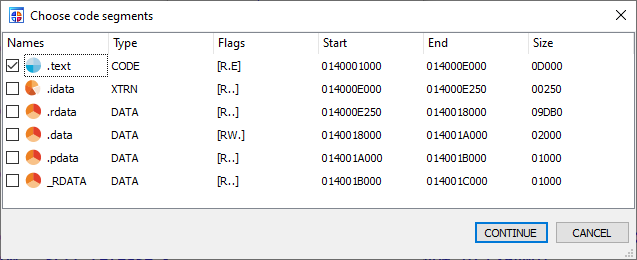 Choose code segments
Names Type Flags Start End Size
.text CODE [R.E] 0140001000 014000E000 0D000
.idata XTRN [R..] 014000E000 014000E250 00250
.rdata DATA [R..] 014000E250 0140018000 09DB0
.data DATA [RW.] 0140018000 014001A000 02000
.pdata DATA [R..] 014001A000 014001B000 01000
_RDATA DATA [R..] 014001B000 014001C000 01000
CONTINUE CANCEL